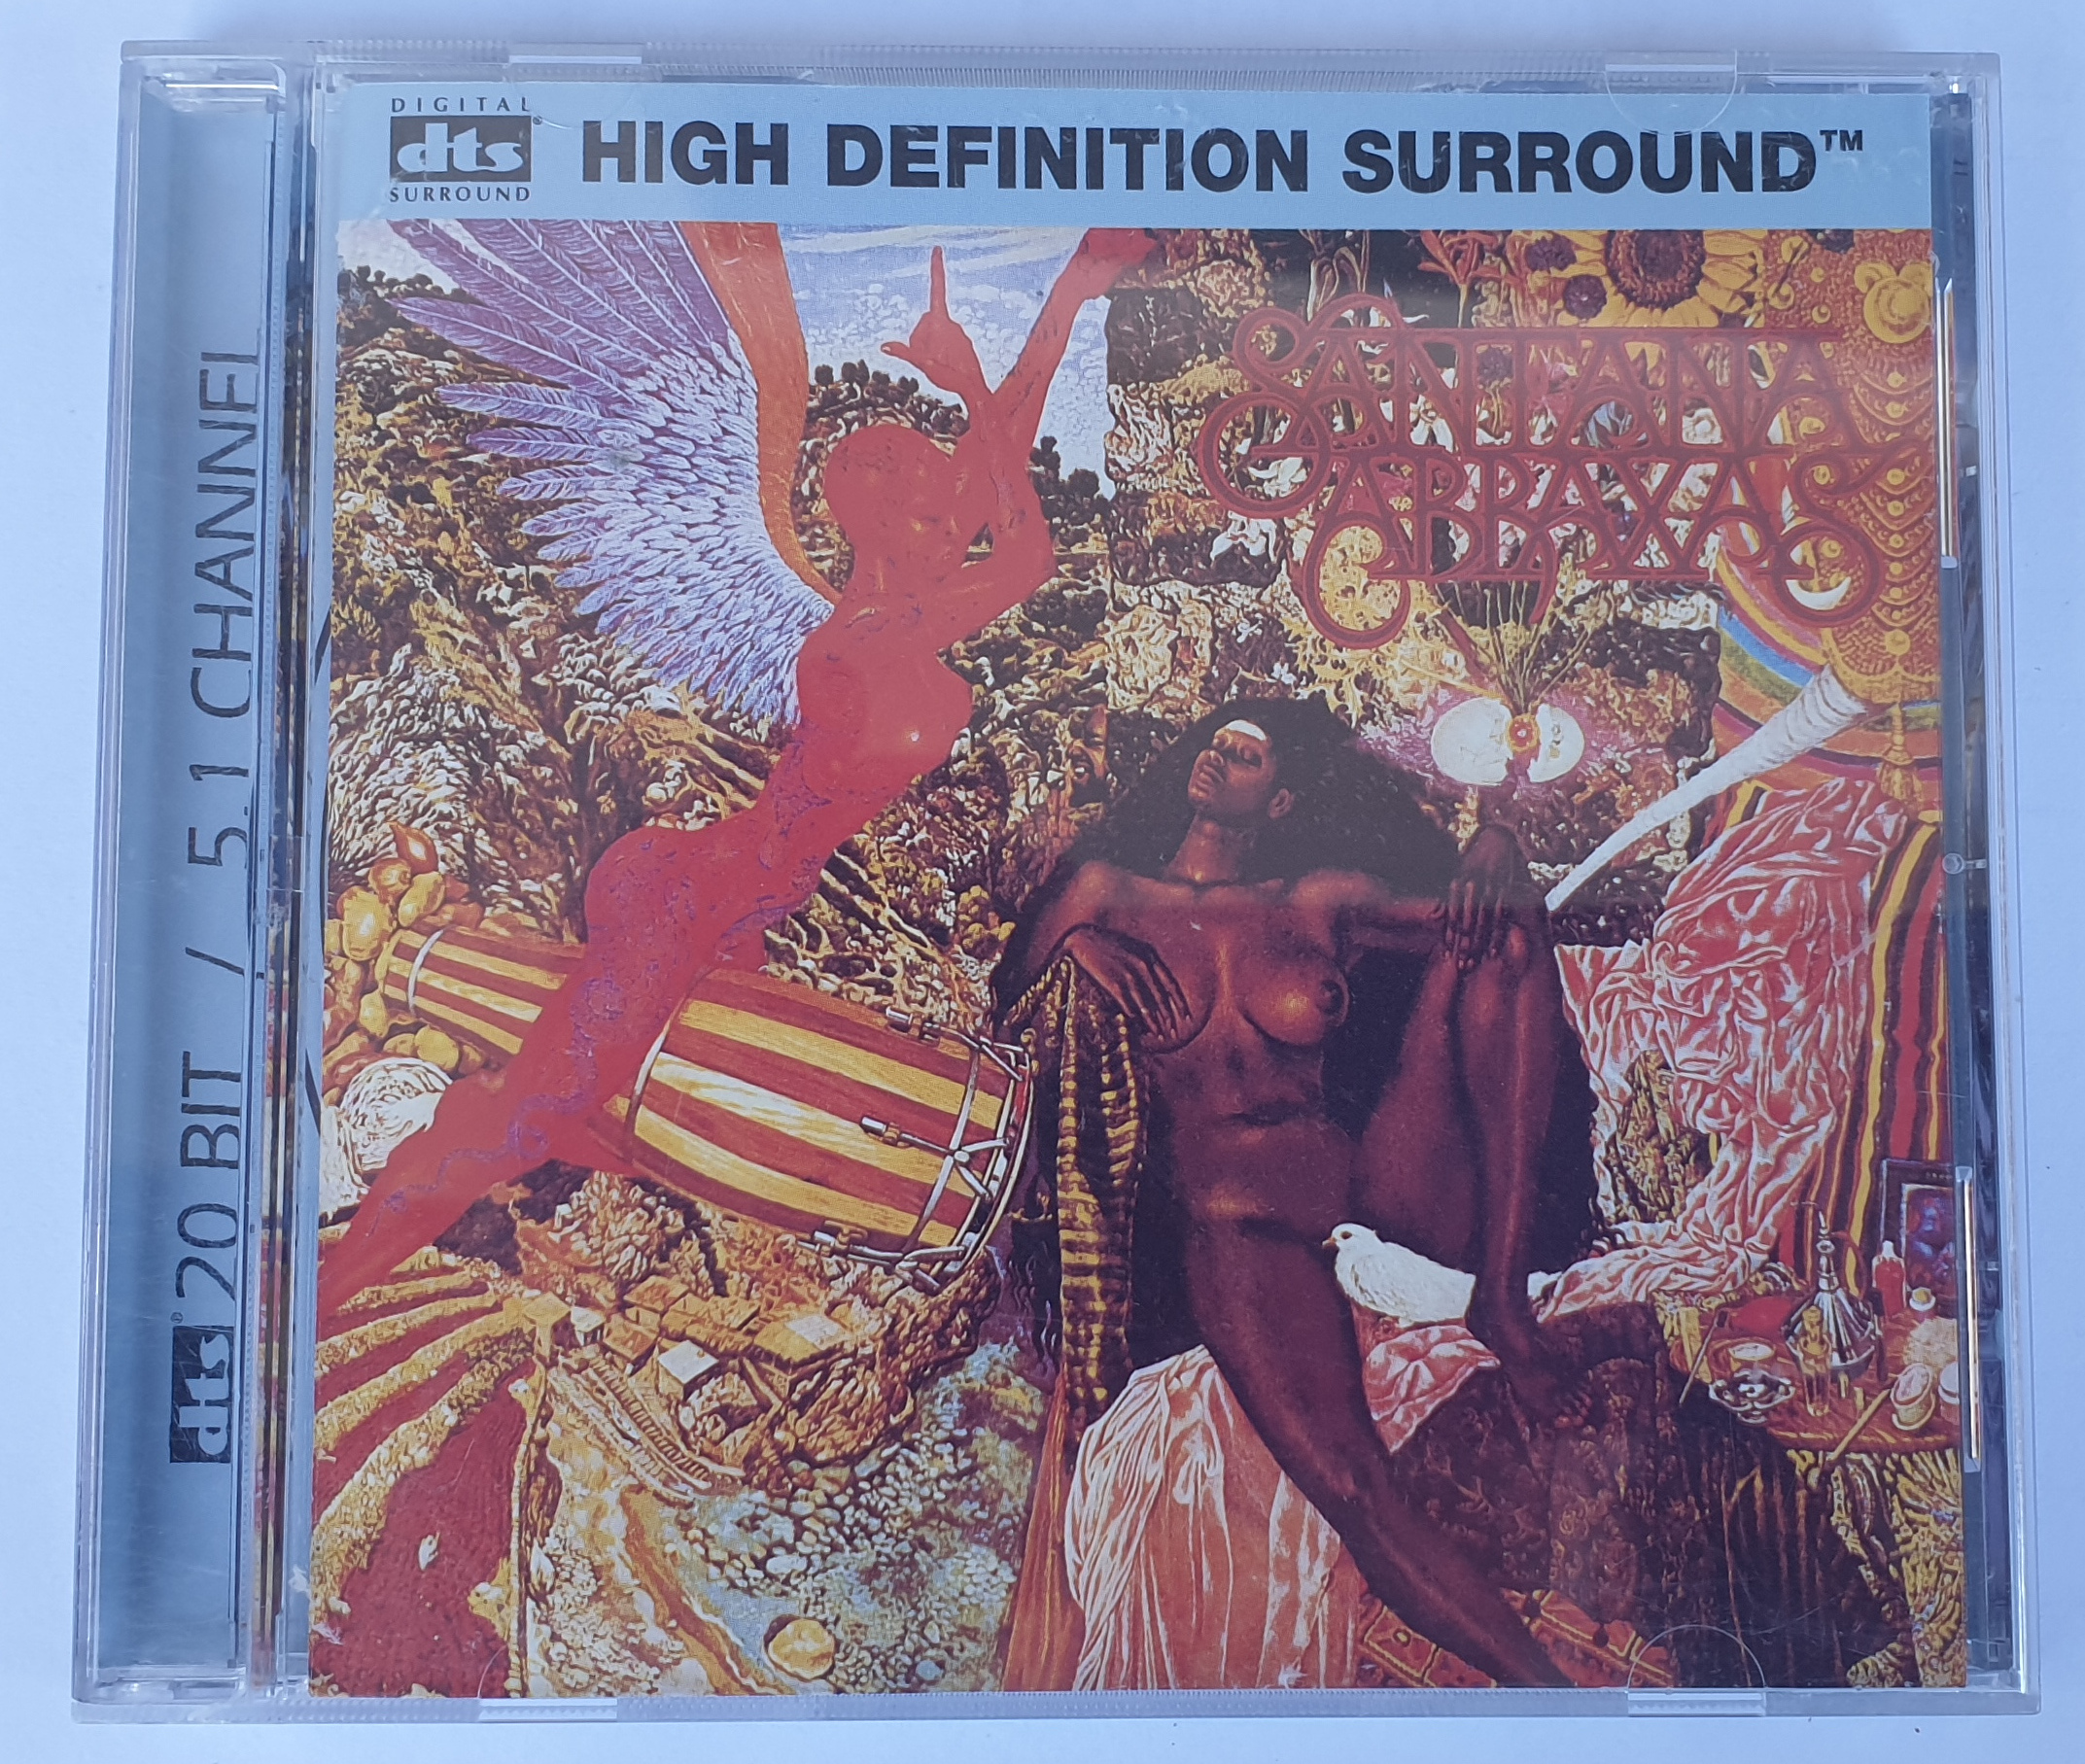 DIGITAL
dts®
SURROUND
HIGH DEFINITION SURROUND™
SANTANA
ABRAXAS
dts® 20 BIT / 5.1 CHANNEL